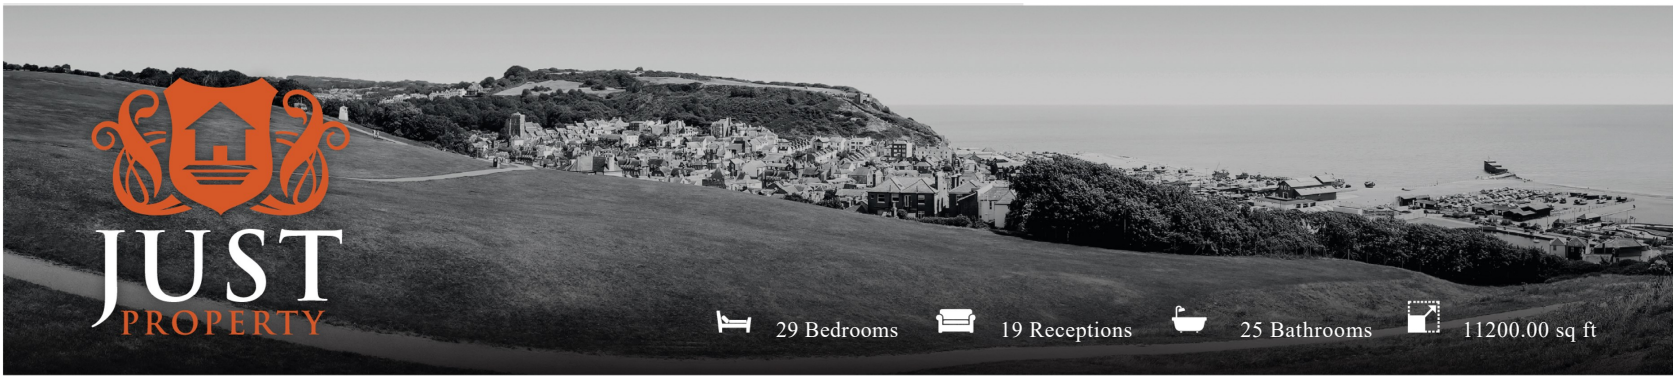 JUST
PROPERTY
29 Bedrooms 19 Receptions 25 Bathrooms 11200.00 sq ft